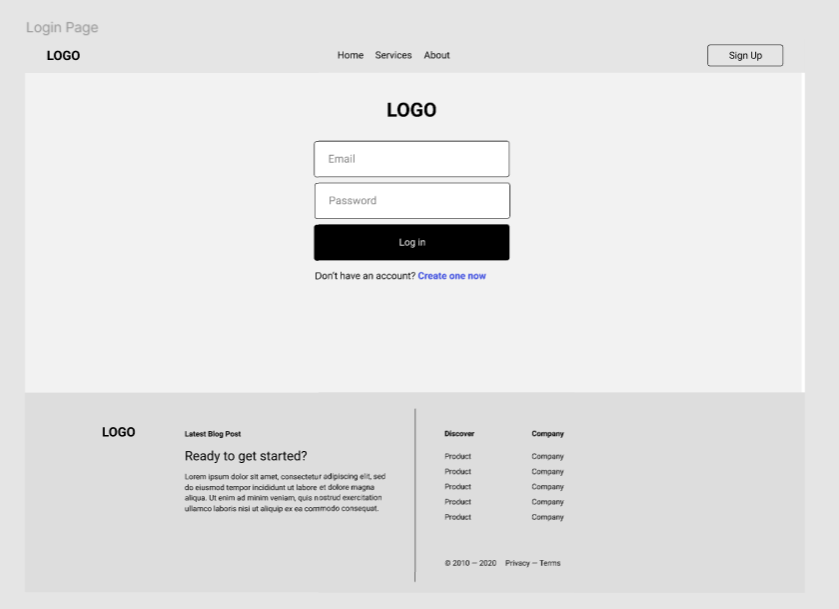 Login Page
LOGO
Home Services About
Sign Up
LOGO
Email
Password
Log in
Don't have an account? Create one now
LOGO
Latest Blog Post
Ready to get started?
Lorem ipsum dolor sit amet, consectetur adipiscing elit, sed
do eiusmod tempor incididunt ut labore et dolore magna
aliqua. Ut enim ad minim veniam, quis nostrud exercitation
ullamco laboris nisi ut aliquip ex ea commodo consequat.
Discover
Product
Product
Product
Product
Product
Company
Company
Company
Company
Company
Company
© 2010 — 2020 Privacy — Terms